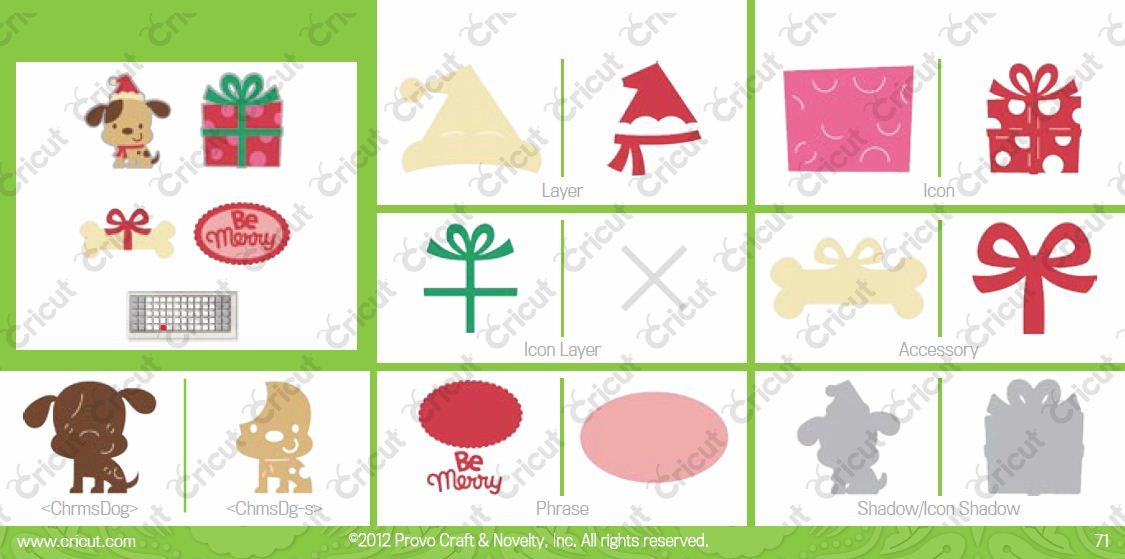 Be
Merry
Layer
Icon
Icon Layer
Accessory
<ChrmsDog>
<ChmsDg-s>
Be
Merry
Phrase
Shadow/Icon Shadow
www.cricut.com
©2012 Provo Craft & Novelty, Inc. All rights reserved.
71
Cricut